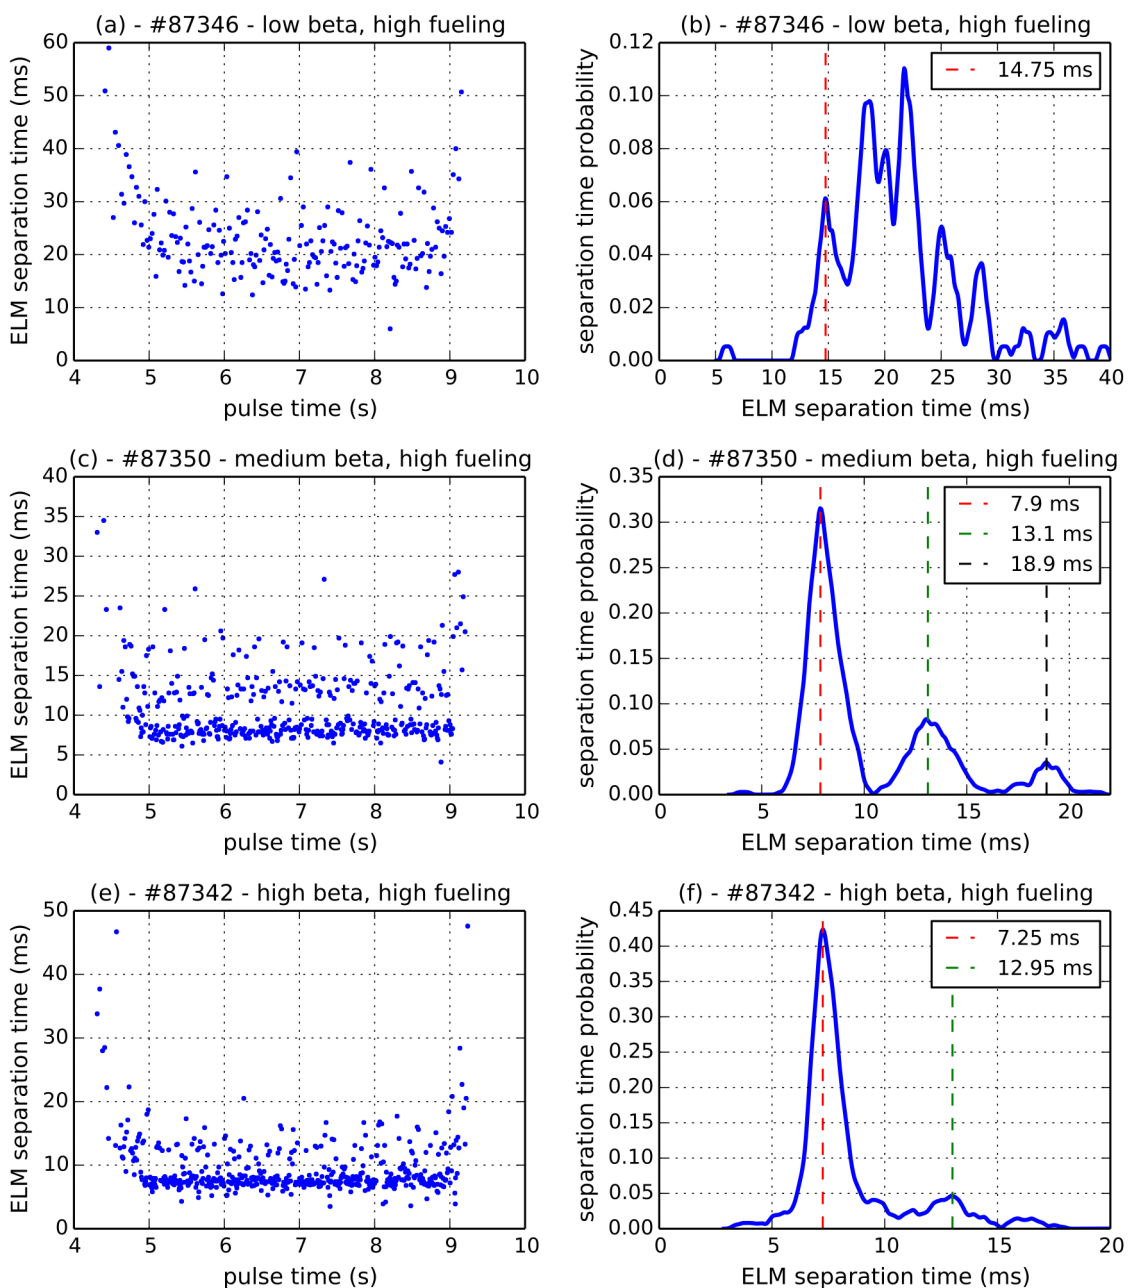 (a) - #87346 - low beta, high fueling
ELM separation time (ms)
60
50
40
30
20
10
0
4 5 6 7 8 9 10
pulse time (s)
(b) - #87346 - low beta, high fueling
separation time probability
0.12
0.10
0.08
0.06
0.04
0.02
0.00
14.75 ms
0 5 10 15 20 25 30 35 40
ELM separation time (ms)
(c) - #87350 - medium beta, high fueling
ELM separation time (ms)
40
35
30
25
20
15
10
5
0
4 5 6 7 8 9 10
pulse time (s)
(d) - #87350 - medium beta, high fueling
separation time probability
0.35
0.30
0.25
0.20
0.15
0.10
0.05
0.00
7.9 ms
13.1 ms
18.9 ms
0 5 10 15 20
ELM separation time (ms)
(e) - #87342 - high beta, high fueling
ELM separation time (ms)
50
40
30
20
10
0
4 5 6 7 8 9 10
pulse time (s)
(f) - #87342 - high beta, high fueling
separation time probability
0.45
0.40
0.35
0.30
0.25
0.20
0.15
0.10
0.05
0.00
7.25 ms
12.95 ms
0 5 10 15 20
ELM separation time (ms)